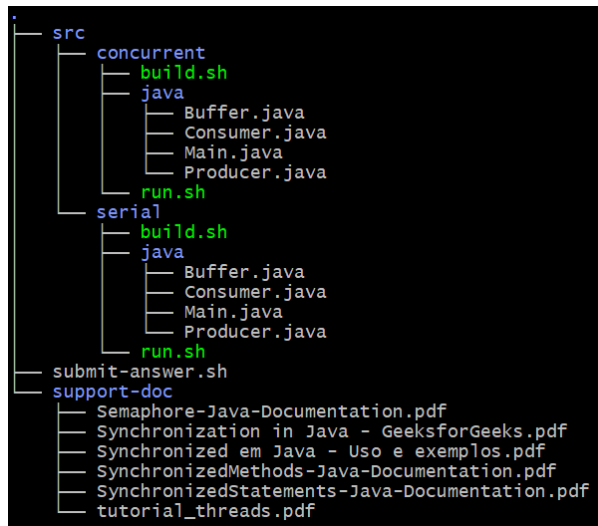 .
├── src
│   ├── concurrent
│   │   ├── build.sh
│   │   ├── java
│   │   │   ├── Buffer.java
│   │   │   ├── Consumer.java
│   │   │   ├── Main.java
│   │   │   └── Producer.java
│   │   └── run.sh
│   └── serial
│       ├── build.sh
│       ├── java
│       │   ├── Buffer.java
│       │   ├── Consumer.java
│       │   ├── Main.java
│       │   └── Producer.java
│       └── run.sh
├── submit-answer.sh
└── support-doc
    ├── Semaphore-Java-Documentation.pdf
    ├── Synchronization in Java - GeeksforGeeks.pdf
    ├── Synchronized em Java - Uso e exemplos.pdf
    ├── SynchronizedMethods-Java-Documentation.pdf
    ├── SynchronizedStatements-Java-Documentation.pdf
    └── tutorial_threads.pdf